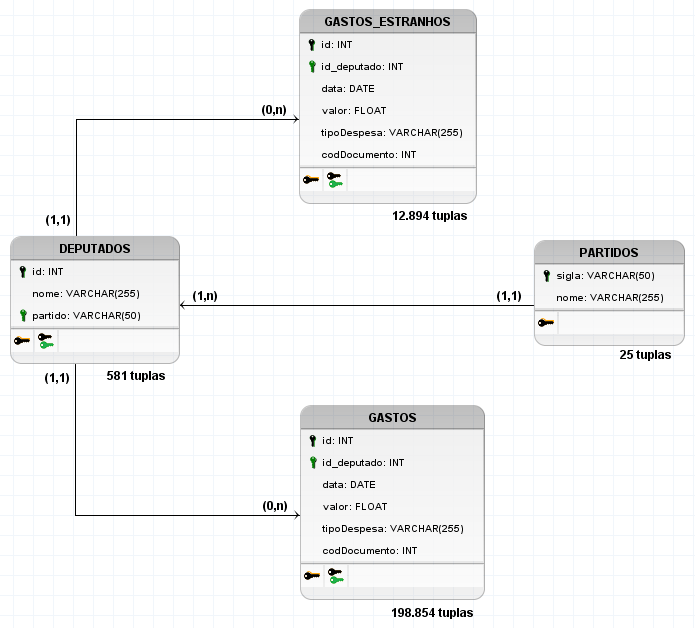 GASTOS_ESTRANHOS
id: INT
id_deputado: INT
data: DATE
valor: FLOAT
tipoDespesa: VARCHAR(255)
codDocumento: INT
12.894 tuplas
(0,n)
(1,1)
DEPUTADOS
id: INT
nome: VARCHAR(255)
partido: VARCHAR(50)
581 tuplas
(1,n)
(1,1)
PARTIDOS
sigla: VARCHAR(50)
nome: VARCHAR(255)
25 tuplas
(1,1)
(0,n)
GASTOS
id: INT
id_deputado: INT
data: DATE
valor: FLOAT
tipoDespesa: VARCHAR(255)
codDocumento: INT
198.854 tuplas